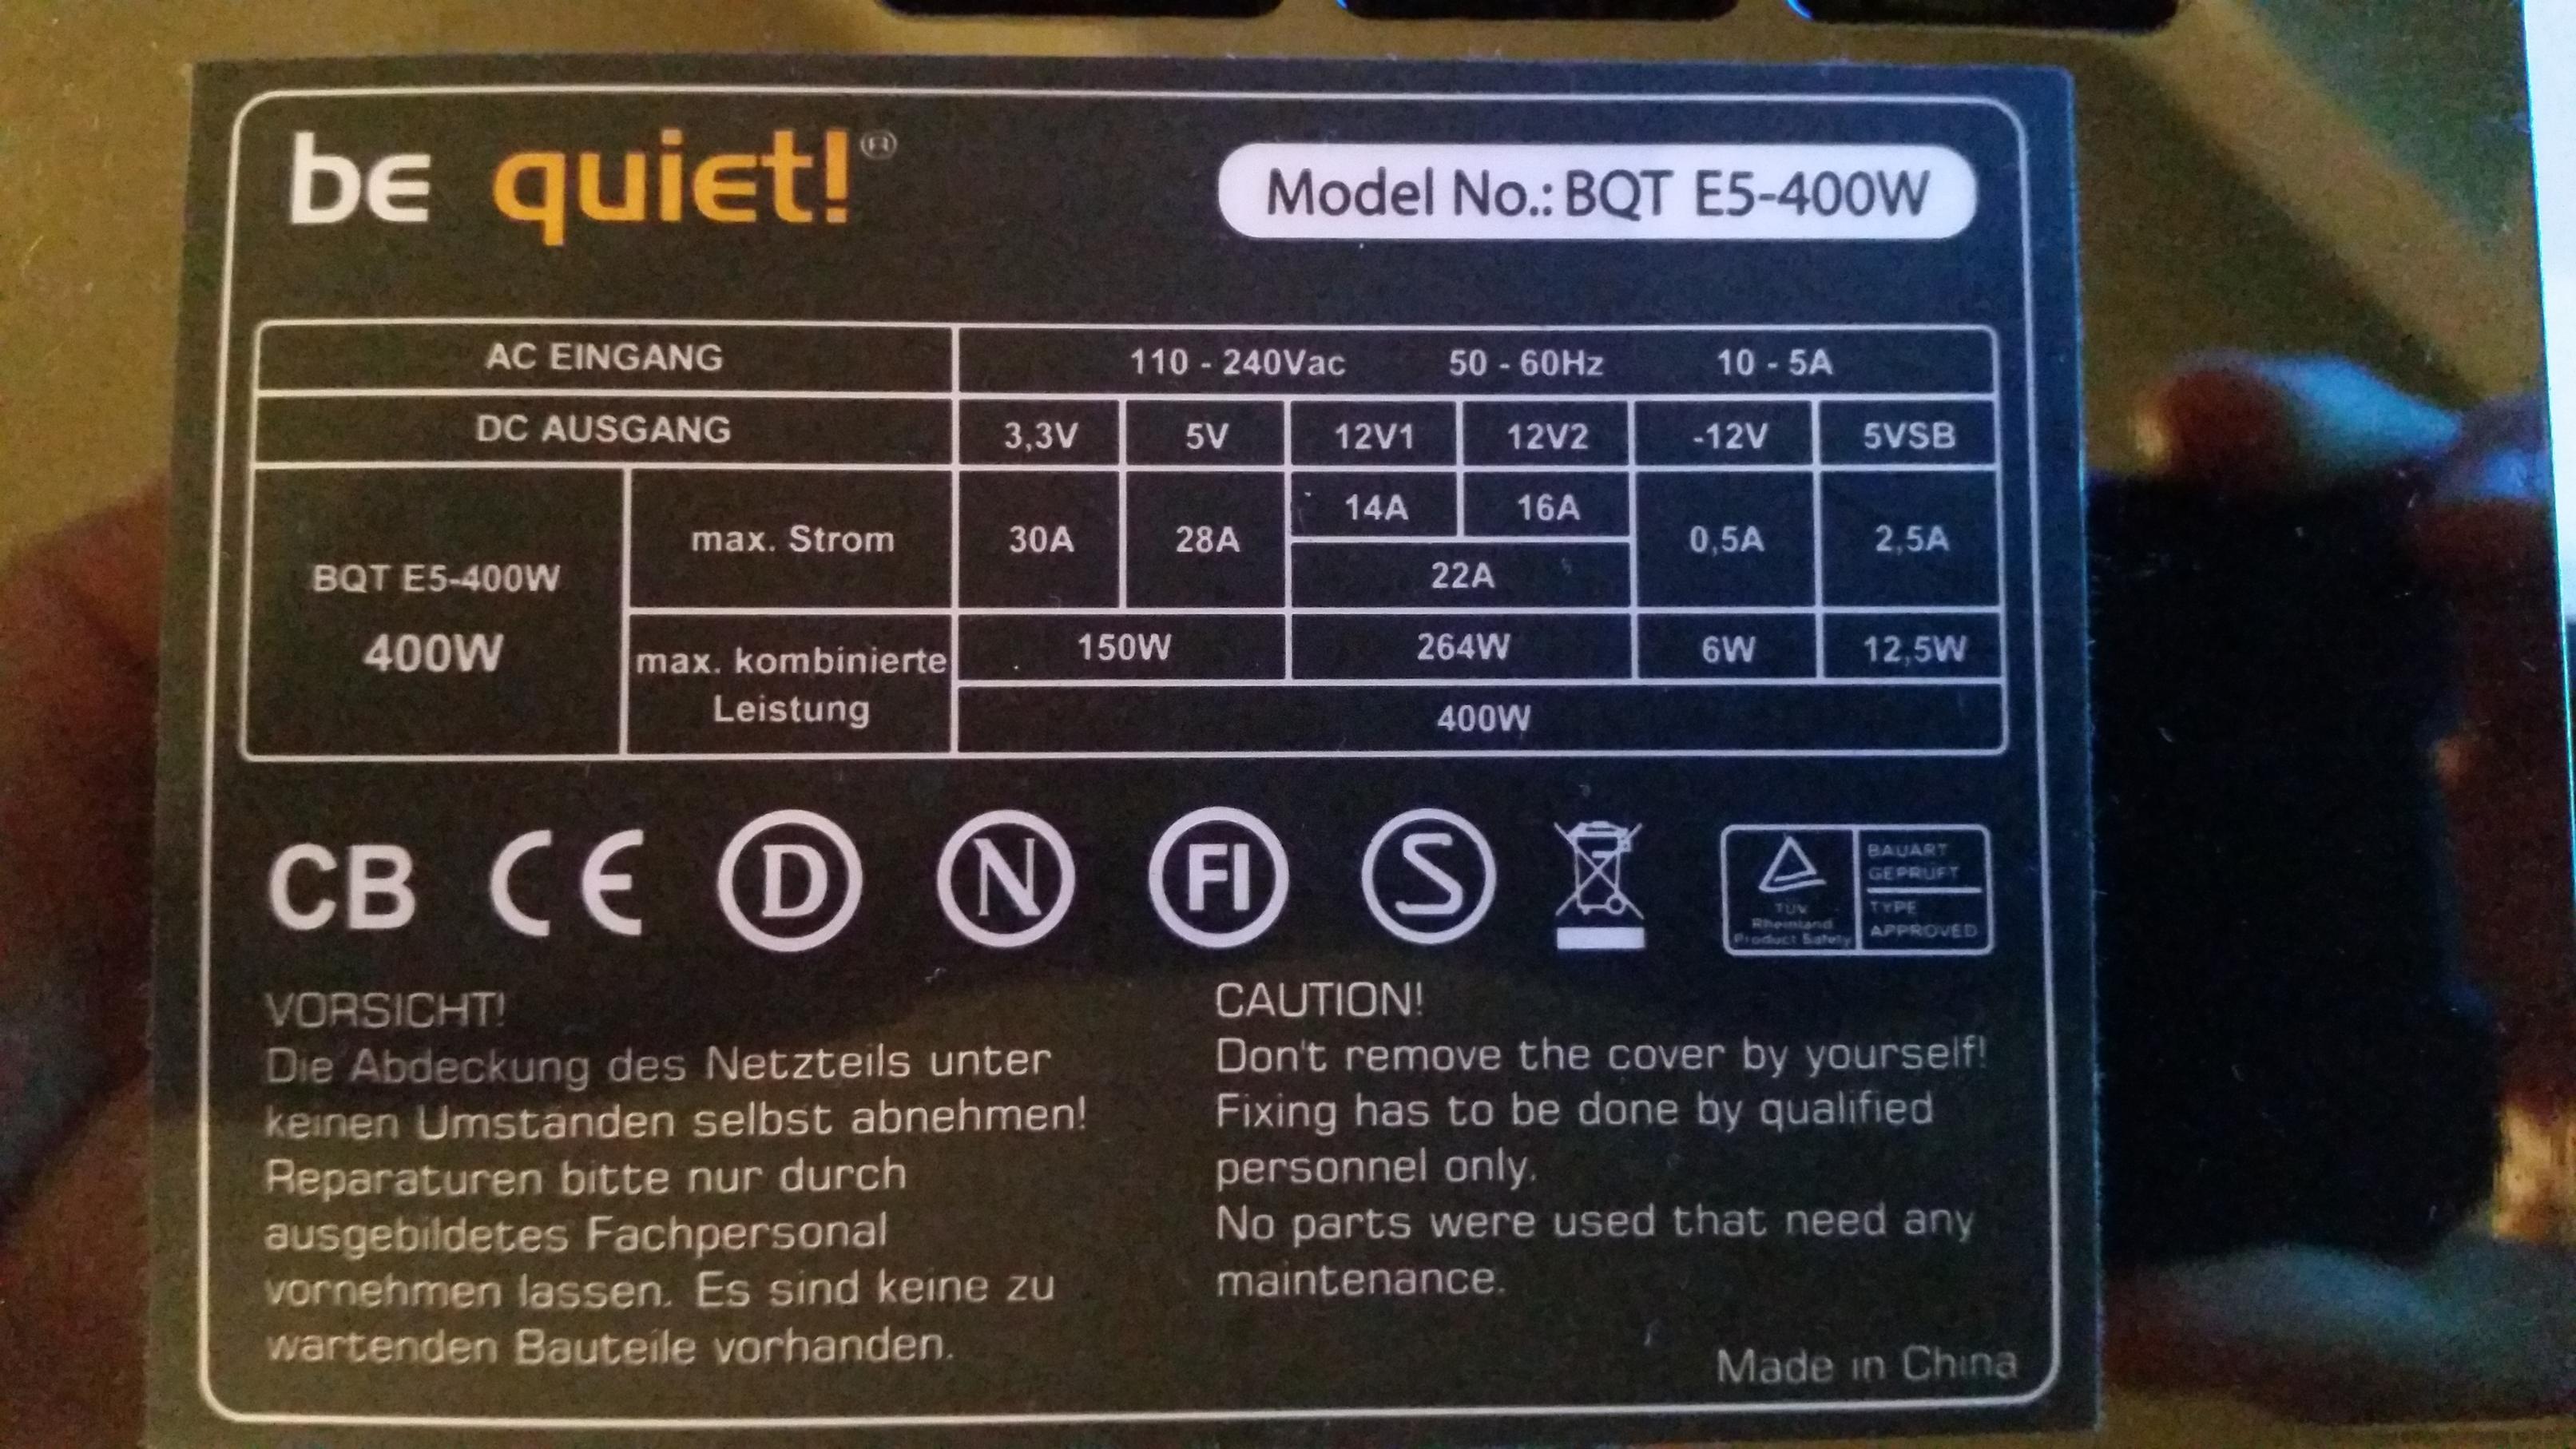 be quiet!®
Model No.: BQT E5-400W
AC EINGANG 110 - 240Vac 50 - 60Hz 10 - 5A
DC AUSGANG 3,3V 5V 12V1 12V2 -12V 5VSB
BQT E5-400W
400W
max. Strom 30A 28A 14A 16A 0,5A 2,5A
22A
max. kombinierte
Leistung
150W 264W 6W 12,5W
400W
CB CE D N FI S
TÜV
Rheinland
Product Safety
BAUART
GEPRÜFT
TYPE
APPROVED
VORSICHT!
Die Abdeckung des Netzteils unter
keinen Umständen selbst abnehmen!
Reparaturen bitte nur durch
ausgebildetes Fachpersonal
vornehmen lassen. Es sind keine zu
wartenden Bauteile vorhanden.
CAUTION!
Don't remove the cover by yourself!
Fixing has to be done by qualified
personnel only.
No parts were used that need any
maintenance.
Made in China